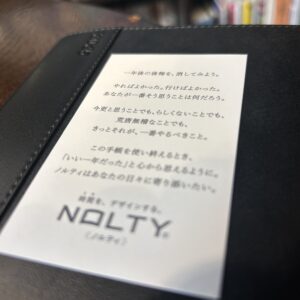 一年後の後悔を、消してみよう。
やればよかった。行けばよかった。
あなたが一番そう思うことは何だろう。
今更と思うことでも、らしくないことでも、
荒唐無稽なことでも、
きっとそれが、一番やるべきこと。
この手帳を使い終えるとき、
「いい一年だった」と心から思えるように。
ノルティはあなたの日々に寄り添いたい。
時間を、デザインする。
NOLTY
〈ノルティ〉